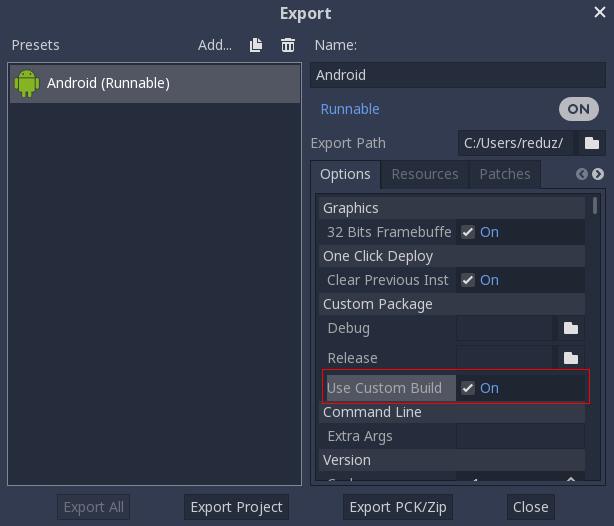 Export
Presets Add... Name:
Android (Runnable) Android
Runnable ON
Export Path C:/Users/reduz/
Options Resources Patches
Graphics
32 Bits Framebuffe On
One Click Deploy
Clear Previous Inst On
Custom Package
Debug
Release
Use Custom Build On
Command Line
Extra Args
Version
Export All Export Project Export PCK/Zip Close